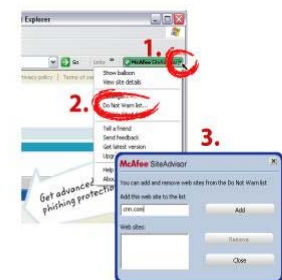 Explorer
1.
Go
Links
McAfee SiteAdvisor
Show balloon
View site details
privacy policy | Terms of
2.
Do Not Warn list...
Tell a friend
Send feedback
Get latest version
Help
3.
Get advanced
phishing protection
McAfee SiteAdvisor
You can add and remove web sites from the Do Not Warn list
Add this web site to the list
cnn.com
Add
Web sites:
Remove
Close